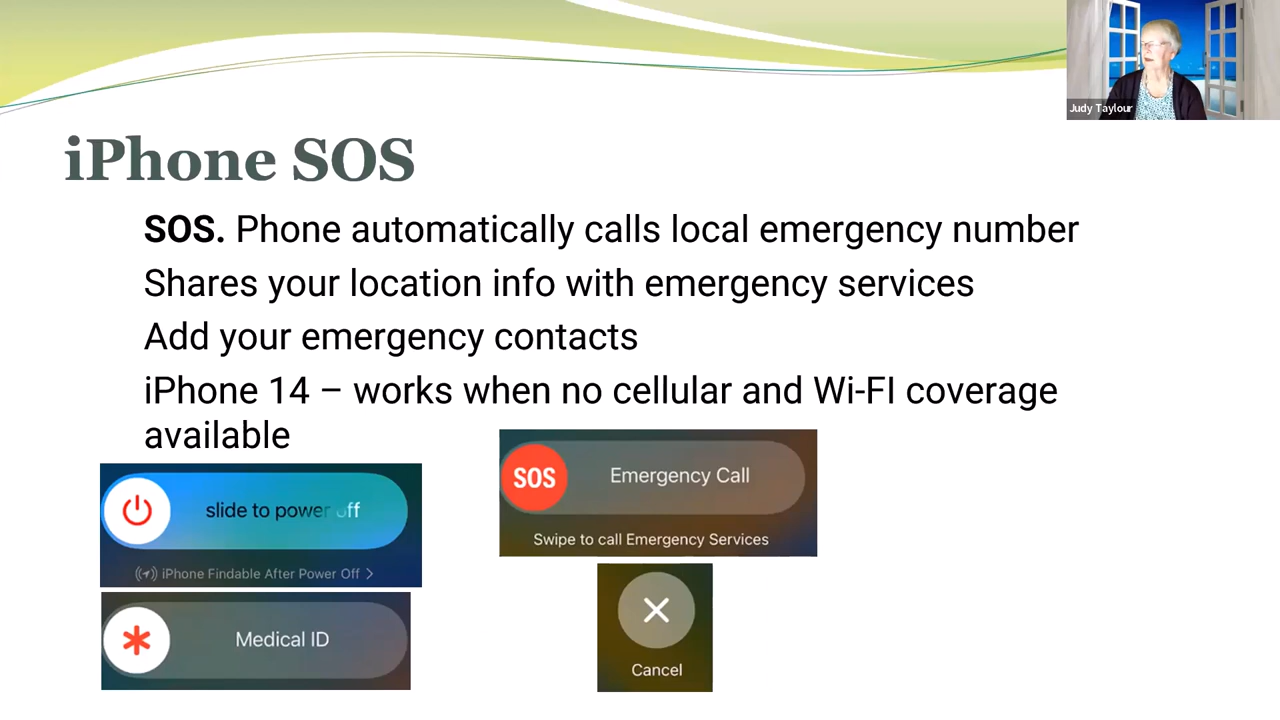 Judy Taylour
iPhone SOS
SOS. Phone automatically calls local emergency number
Shares your location info with emergency services
Add your emergency contacts
iPhone 14 – works when no cellular and Wi-FI coverage
available
slide to power off
iPhone Findable After Power Off
Medical ID
SOS Emergency Call
Swipe to call Emergency Services
Cancel